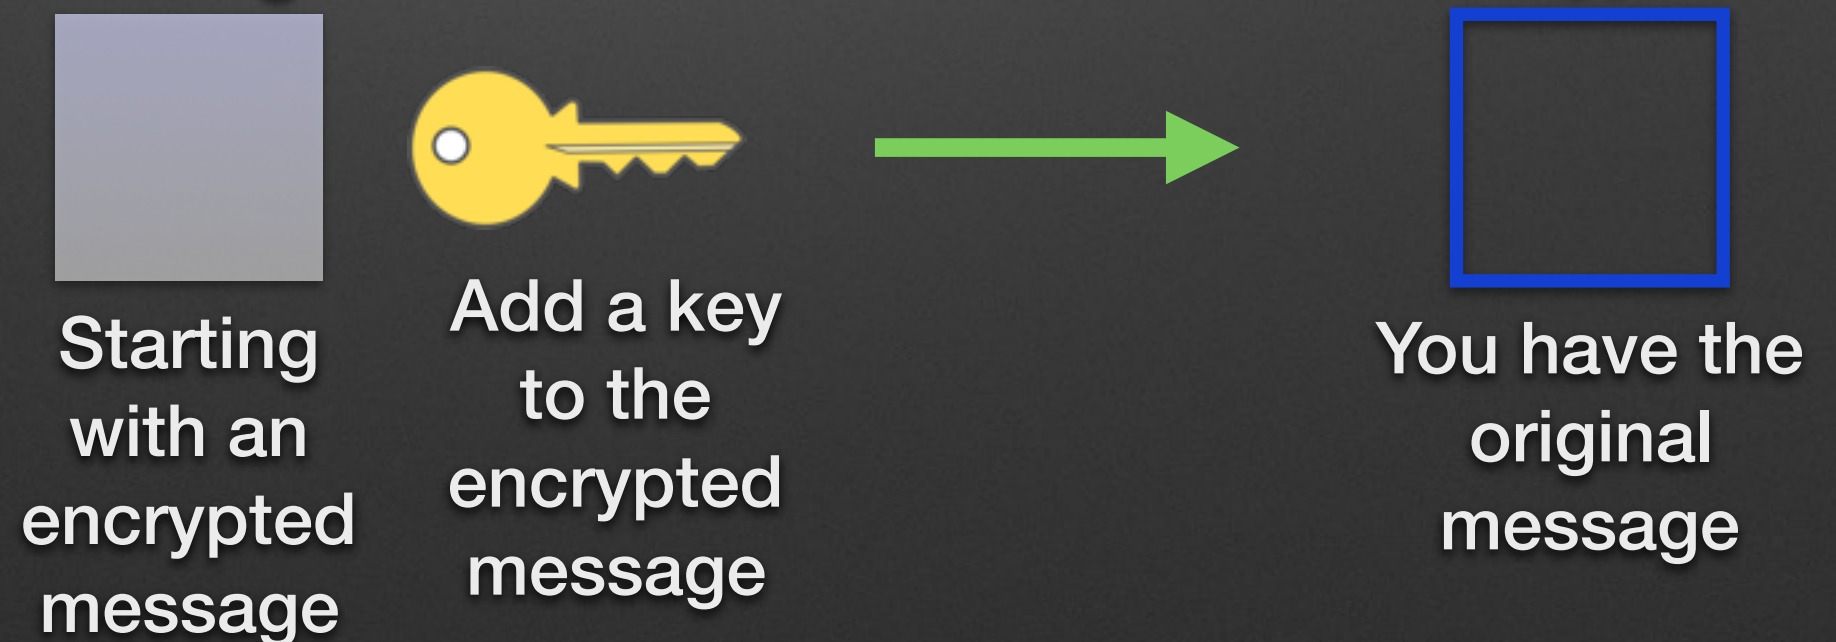 Starting
with an
encrypted
message
Add a key
to the
encrypted
message
You have the
original
message